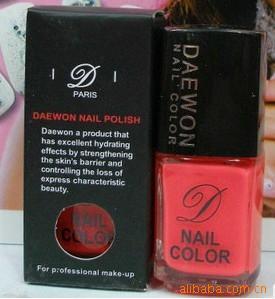 D
PARIS
DAEWON NAIL POLISH
Daewon a product that
has excellent hydrating
effects by strengthening
the skin's barrier and
controlling the loss of
express characteristic
beauty.
NAIL
COLOR
For professional make-up
DAEWON
NAIL COLOR
D
NAIL
COLOR
alibaba.com.cn